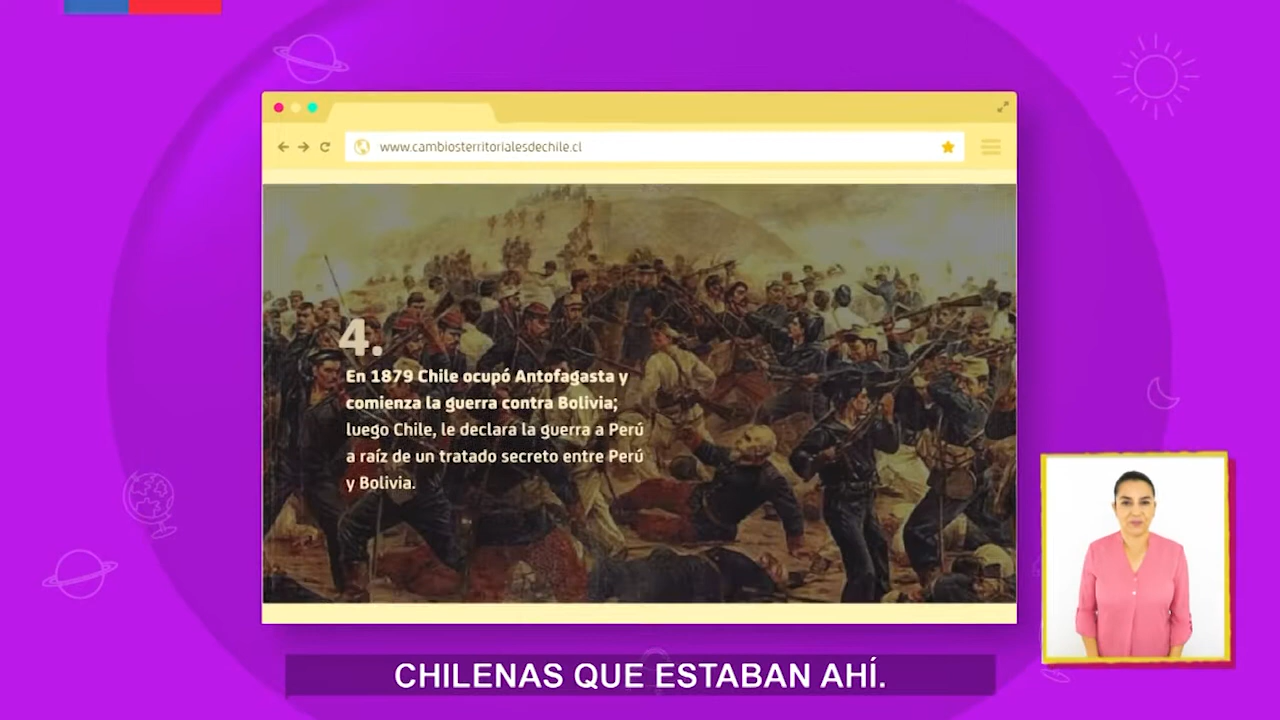 www.cambiosterritorialesdechile.cl
4.
En 1879 Chile ocupó Antofagasta y
comienza la guerra contra Bolivia;
luego Chile, le declara la guerra a Perú
a raíz de un tratado secreto entre Perú
y Bolivia.
CHILENAS QUE ESTABAN AHÍ.